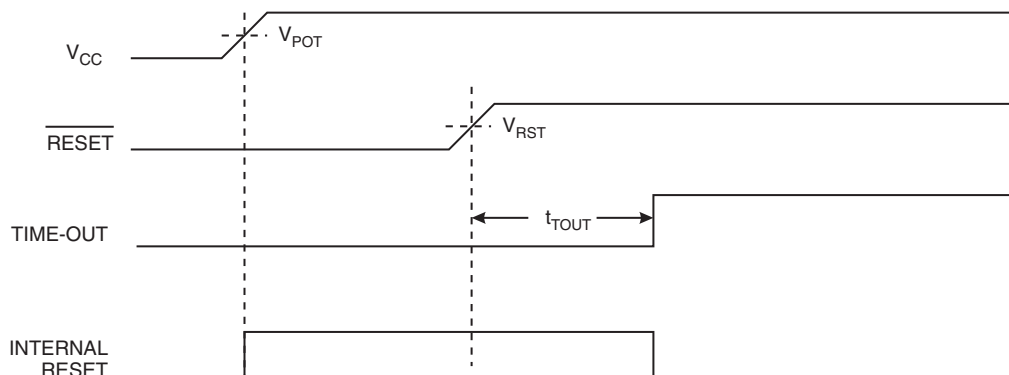 V_CC
V_POT
RESET
V_RST
TIME-OUT
t_TOUT
INTERNAL
RESET